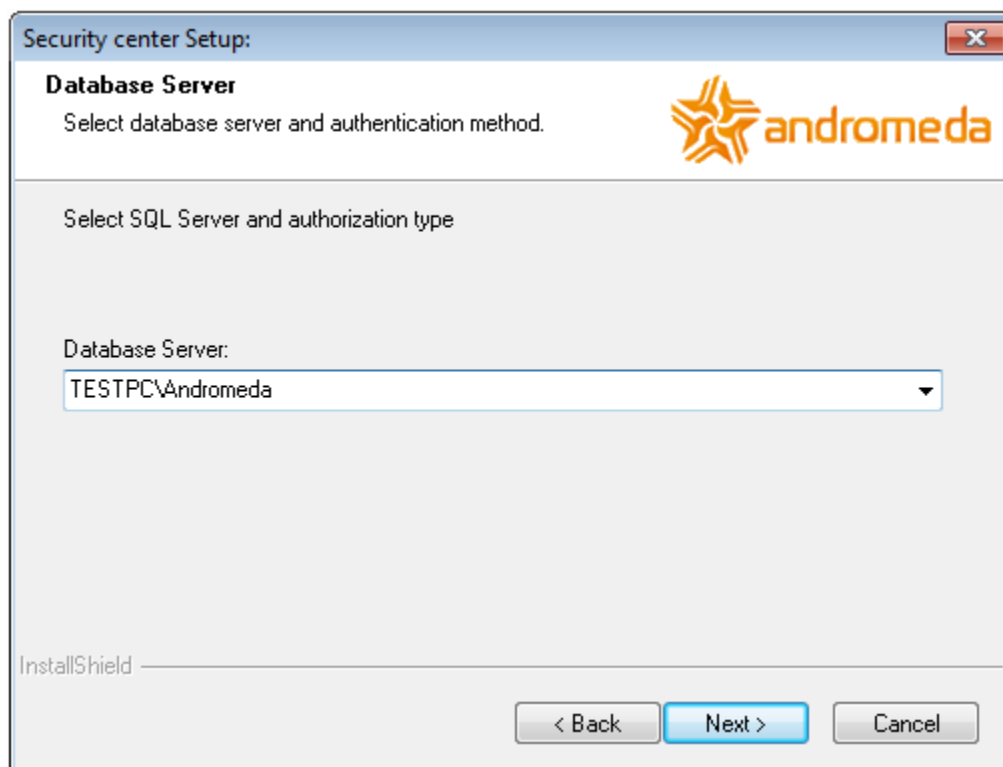 Security center Setup:
Database Server
Select database server and authentication method.
andromeda
Select SQL Server and authorization type
Database Server:
TESTPC\Andromeda
InstallShield
< Back
Next >
Cancel